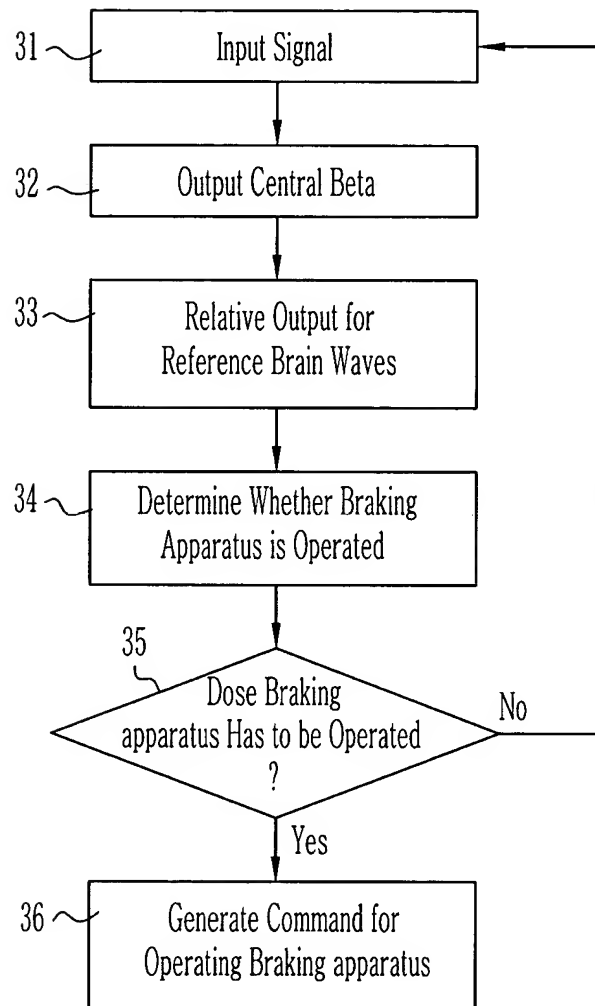 31
Input Signal
32
Output Central Beta
33
Relative Output for
Reference Brain Waves
34
Determine Whether Braking
Apparatus is Operated
35
Dose Braking
apparatus Has to be Operated
?
No
Yes
36
Generate Command for
Operating Braking apparatus